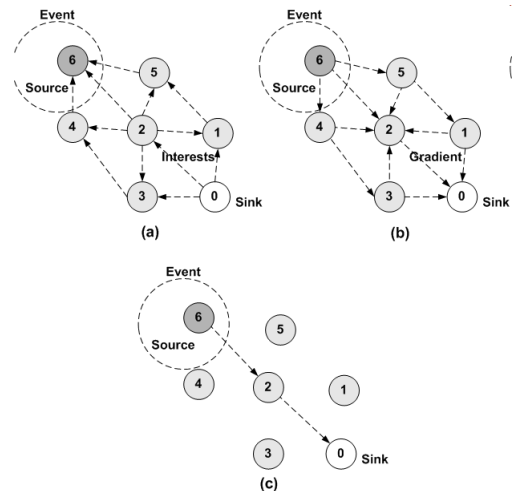 Event
6
Source
5
4
2
1
Interests
3
0
Sink
(a)
Event
6
Source
5
4
2
1
Gradient
3
0
Sink
(b)
Event
6
Source
5
4
2
1
3
0
Sink
(c)